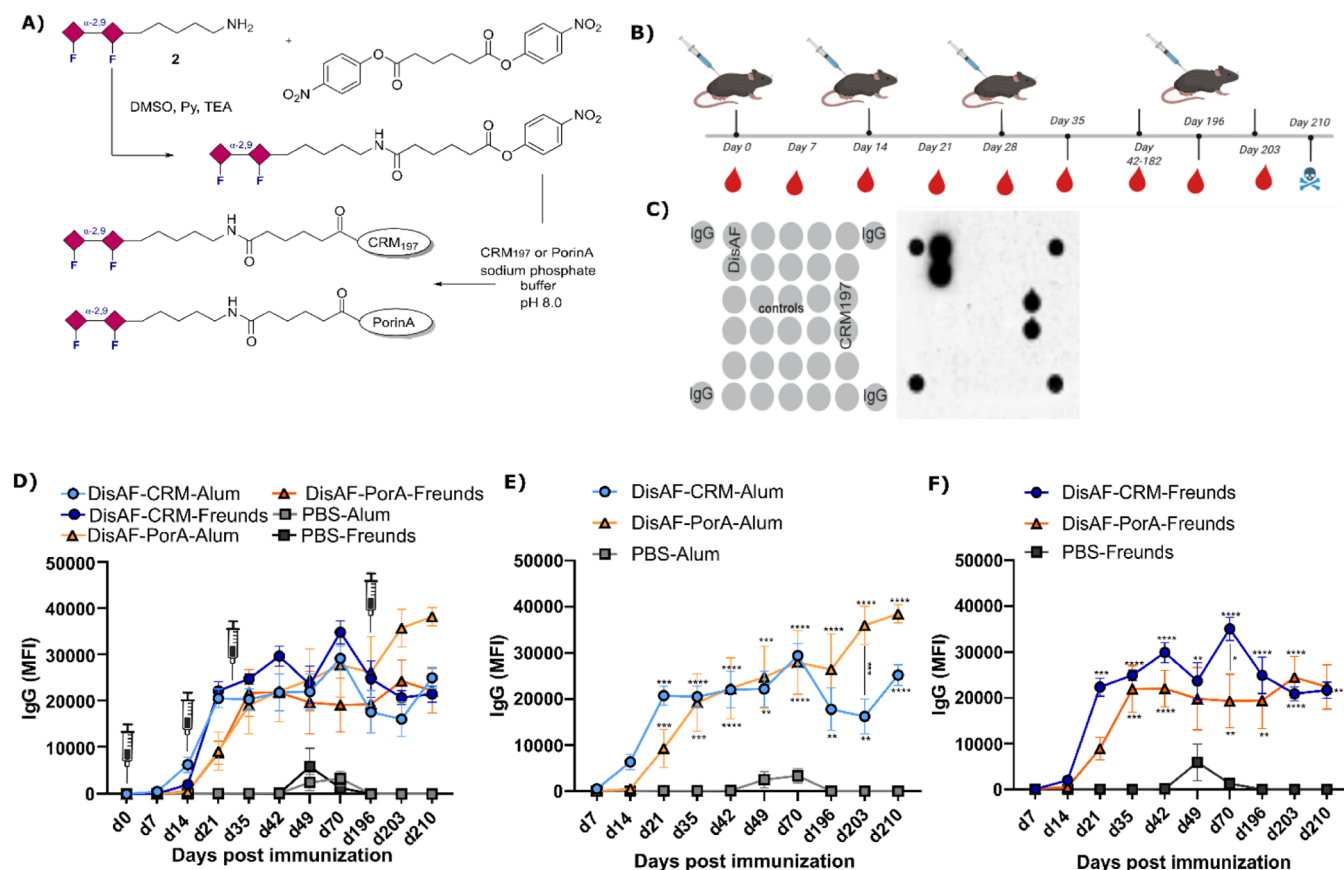 A)
α-2,9
NH2
F
F
2
+
NO2
O
O
O
O
NO2
DMSO, Py, TEA
α-2,9
F
F
H
N
O
O
O
NO2
α-2,9
F
F
H
N
O
O
CRM197
CRM197 or PorinA
sodium phosphate
buffer
pH 8.0
α-2,9
F
F
H
N
O
O
PorinA
B)
Day 0
Day 7
Day 14
Day 21
Day 28
Day 35
Day
42-182
Day 196
Day 203
Day 210
C)
IgG
IgG
DisAF
controls
CRM197
IgG
IgG
D)
DisAF-CRM-Alum
DisAF-PorA-Freunds
DisAF-CRM-Freunds
PBS-Alum
DisAF-PorA-Alum
PBS-Freunds
IgG (MFI)
50000
40000
30000
20000
10000
0
d0
d7
d14
d21
d35
d42
d49
d70
d196
d203
d210
Days post immunization
E)
DisAF-CRM-Alum
DisAF-PorA-Alum
PBS-Alum
IgG (MFI)
50000
40000
30000
20000
10000
0
***
***
****
***
****
****
***
**
****
****
****
**
****
***
**
****
****
d7
d14
d21
d35
d42
d49
d70
d196
d203
d210
Days post immunization
F)
DisAF-CRM-Freunds
DisAF-PorA-Freunds
PBS-Freunds
IgG (MFI)
50000
40000
30000
20000
10000
0
***
****
***
****
****
**
****
*
**
****
**
****
****
**
d7
d14
d21
d35
d42
d49
d70
d196
d203
d210
Days post immunization